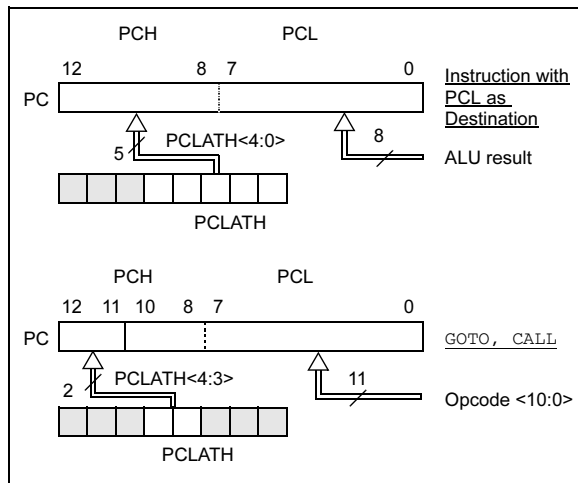 PCH PCL
12 8 7 0
PC
Instruction with
PCL as
Destination
5 PCLATH<4:0> 8
ALU result
PCLATH
PCH PCL
12 11 10 8 7 0
PC
GOTO, CALL
2 PCLATH<4:3> 11
Opcode <10:0>
PCLATH